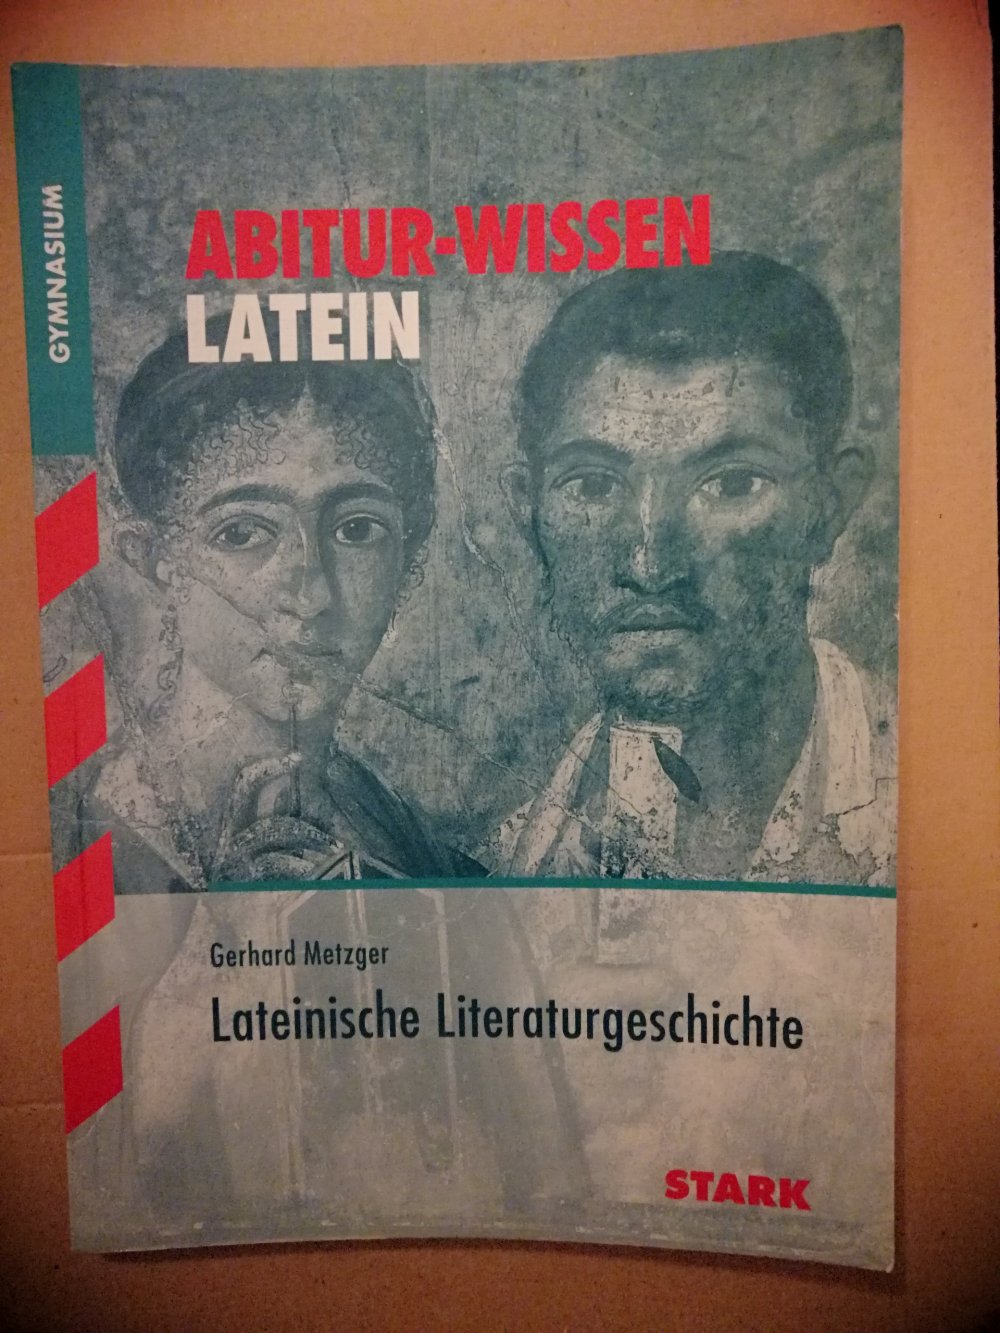 GYMNASIUM
ABITUR-WISSEN
LATEIN
Gerhard Metzger
Lateinische Literaturgeschichte
STARK